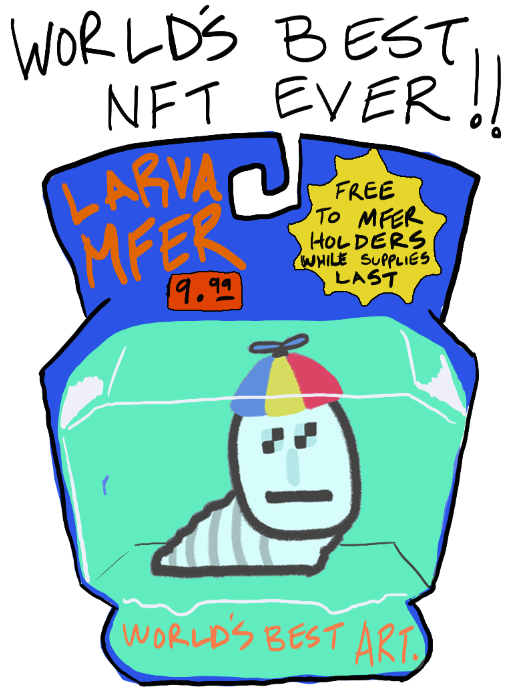 WORLD'S BEST
NFT EVER!!
LARVA
MFER
9.99
FREE
TO MFER
HOLDERS
WHILE SUPPLIES
LAST
WORLD'S BEST ART.